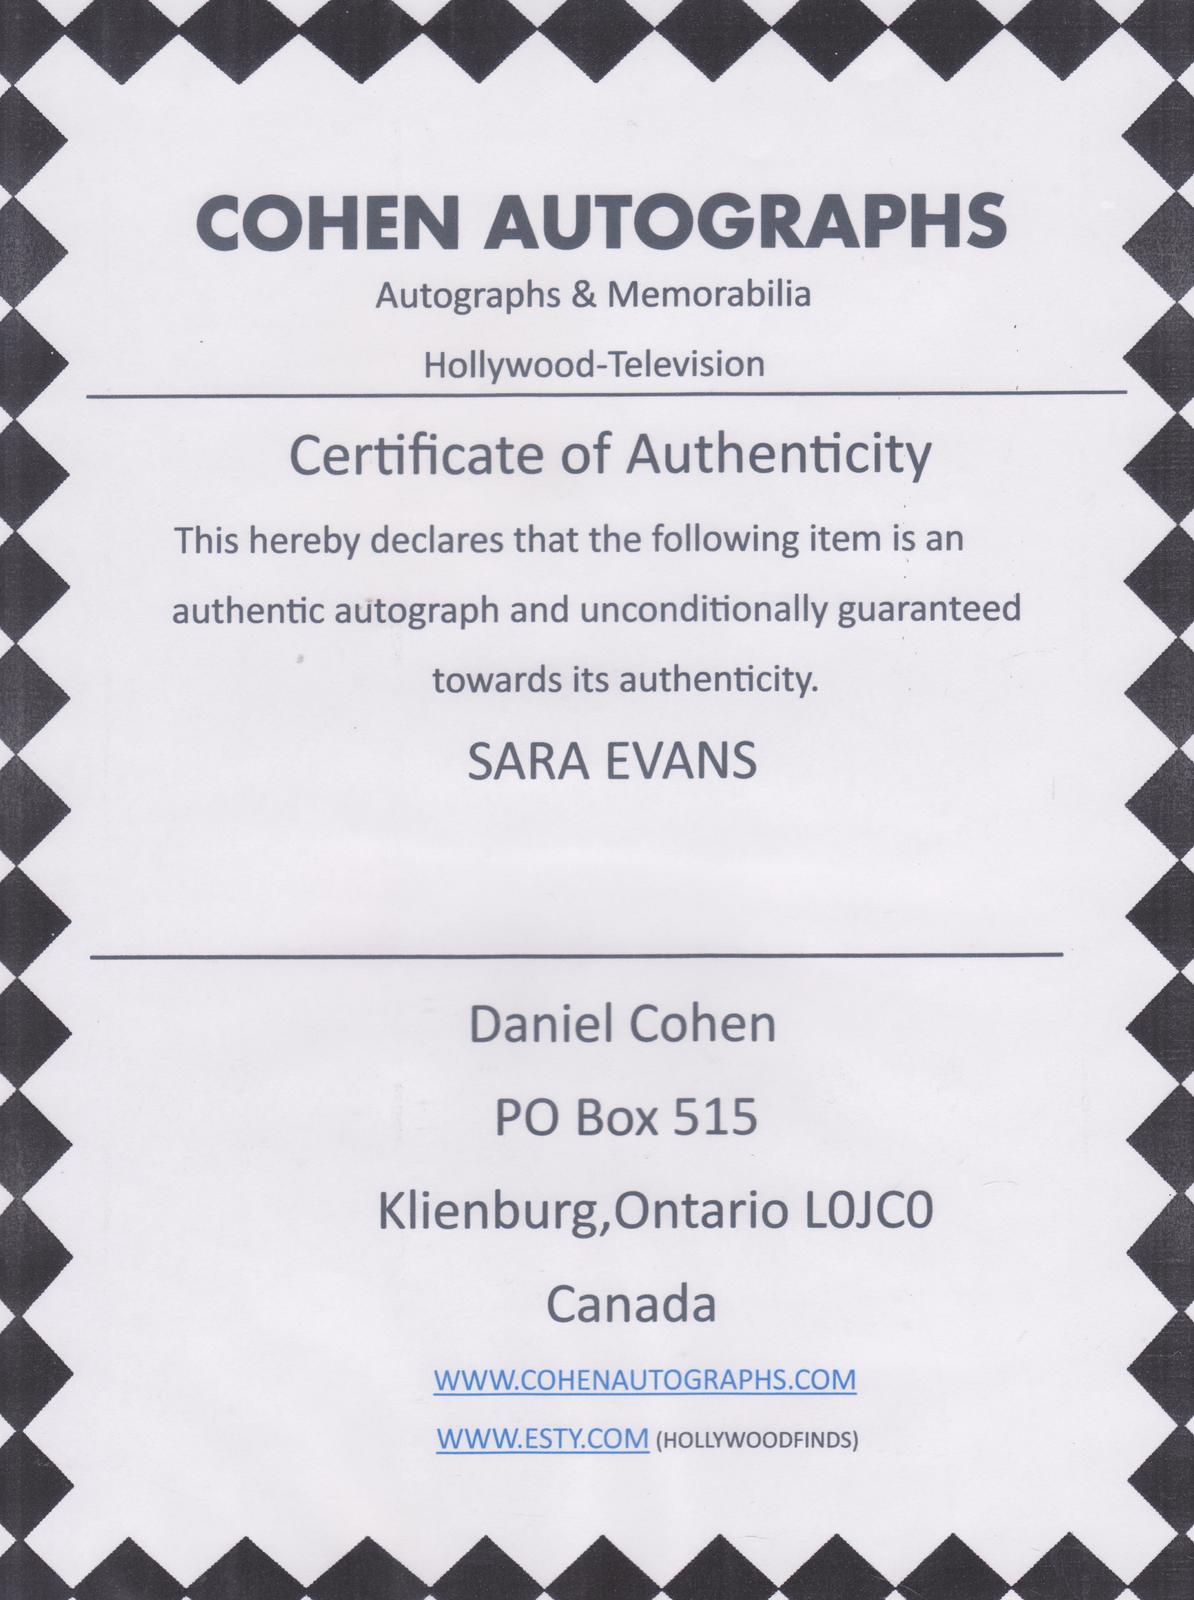 COHEN AUTOGRAPHS
Autographs & Memorabilia
Hollywood-Television
Certificate of Authenticity
This hereby declares that the following item is an
authentic autograph and unconditionally guaranteed
towards its authenticity.
SARA EVANS
Daniel Cohen
PO Box 515
Klienburg,Ontario L0JC0
Canada
WWW.COHENAUTOGRAPHS.COM
WWW.ESTY.COM (HOLLYWOODFINDS)